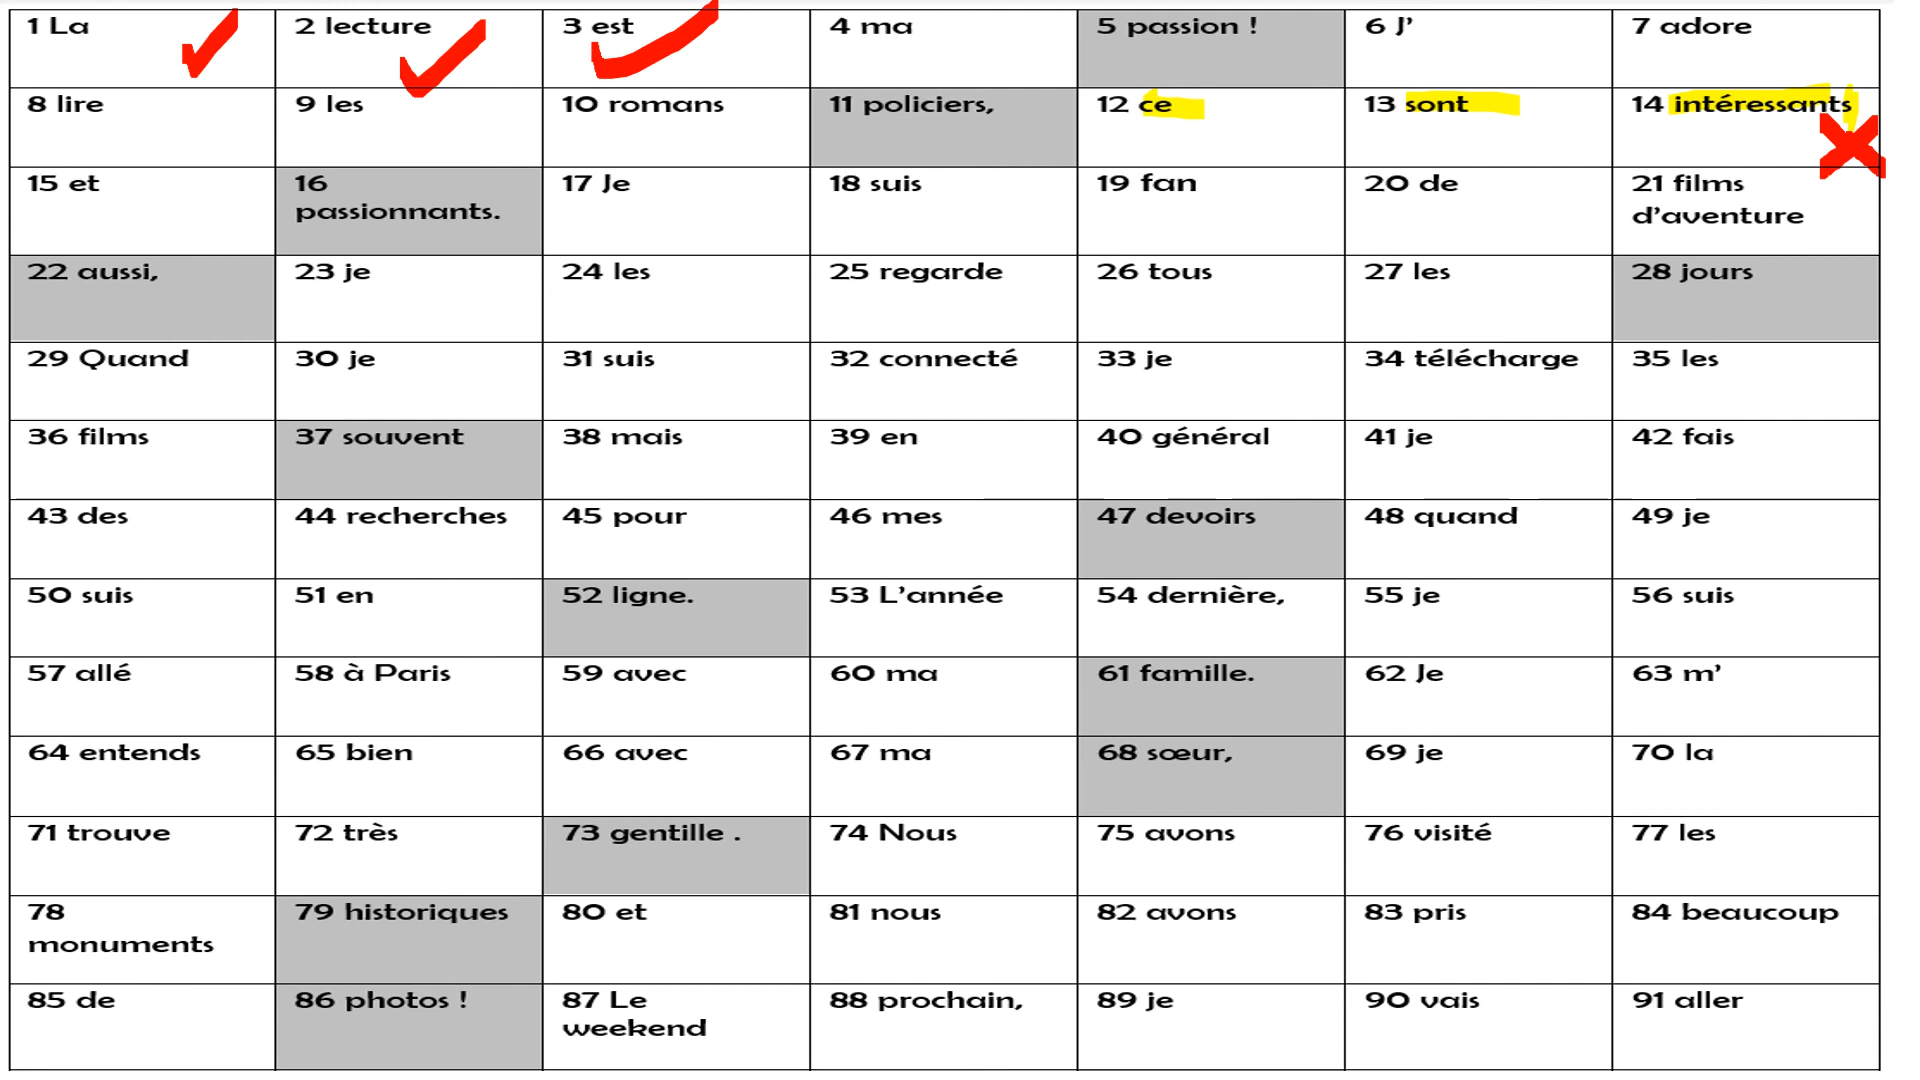 1 La 2 lecture 3 est 4 ma 5 passion ! 6 J’ 7 adore
8 lire 9 les 10 romans 11 policiers, 12 ce 13 sont 14 intéressants
15 et 16 passionnants. 17 Je 18 suis 19 fan 20 de 21 films d’aventure
22 aussi, 23 je 24 les 25 regarde 26 tous 27 les 28 jours
29 Quand 30 je 31 suis 32 connecté 33 je 34 télécharge 35 les
36 films 37 souvent 38 mais 39 en 40 général 41 je 42 fais
43 des 44 recherches 45 pour 46 mes 47 devoirs 48 quand 49 je
50 suis 51 en 52 ligne. 53 L’année 54 dernière, 55 je 56 suis
57 allé 58 à Paris 59 avec 60 ma 61 famille. 62 Je 63 m’
64 entends 65 bien 66 avec 67 ma 68 sœur, 69 je 70 la
71 trouve 72 très 73 gentille . 74 Nous 75 avons 76 visité 77 les
78 monuments 79 historiques 80 et 81 nous 82 avons 83 pris 84 beaucoup
85 de 86 photos ! 87 Le weekend 88 prochain, 89 je 90 vais 91 aller